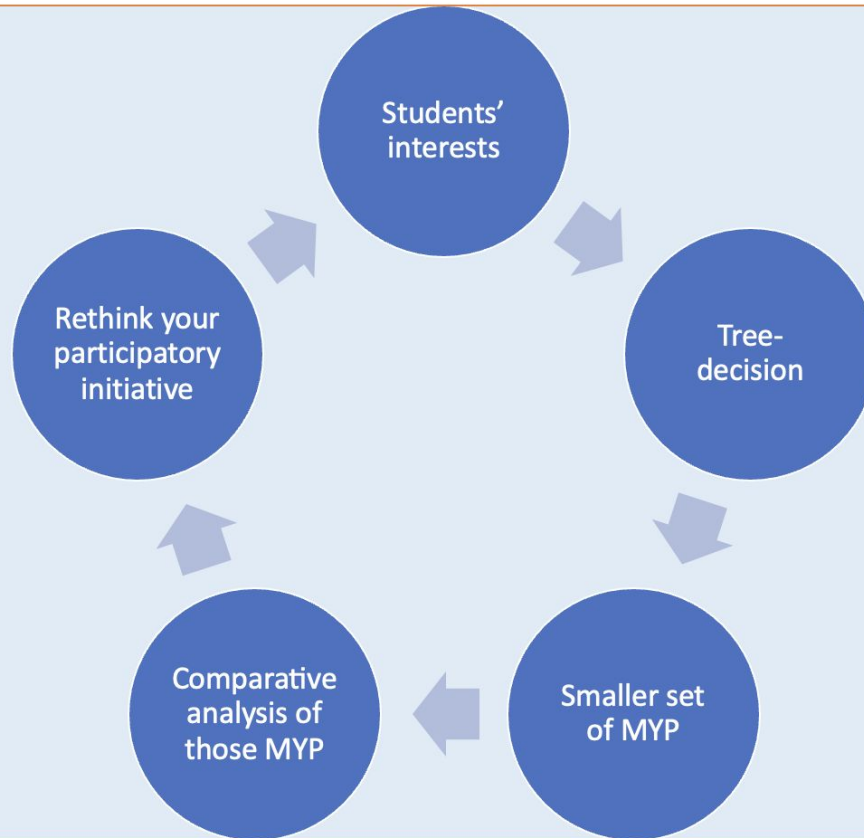 Students’
interests
Tree-
decision
Smaller set
of MYP
Comparative
analysis of
those MYP
Rethink your
participatory
initiative